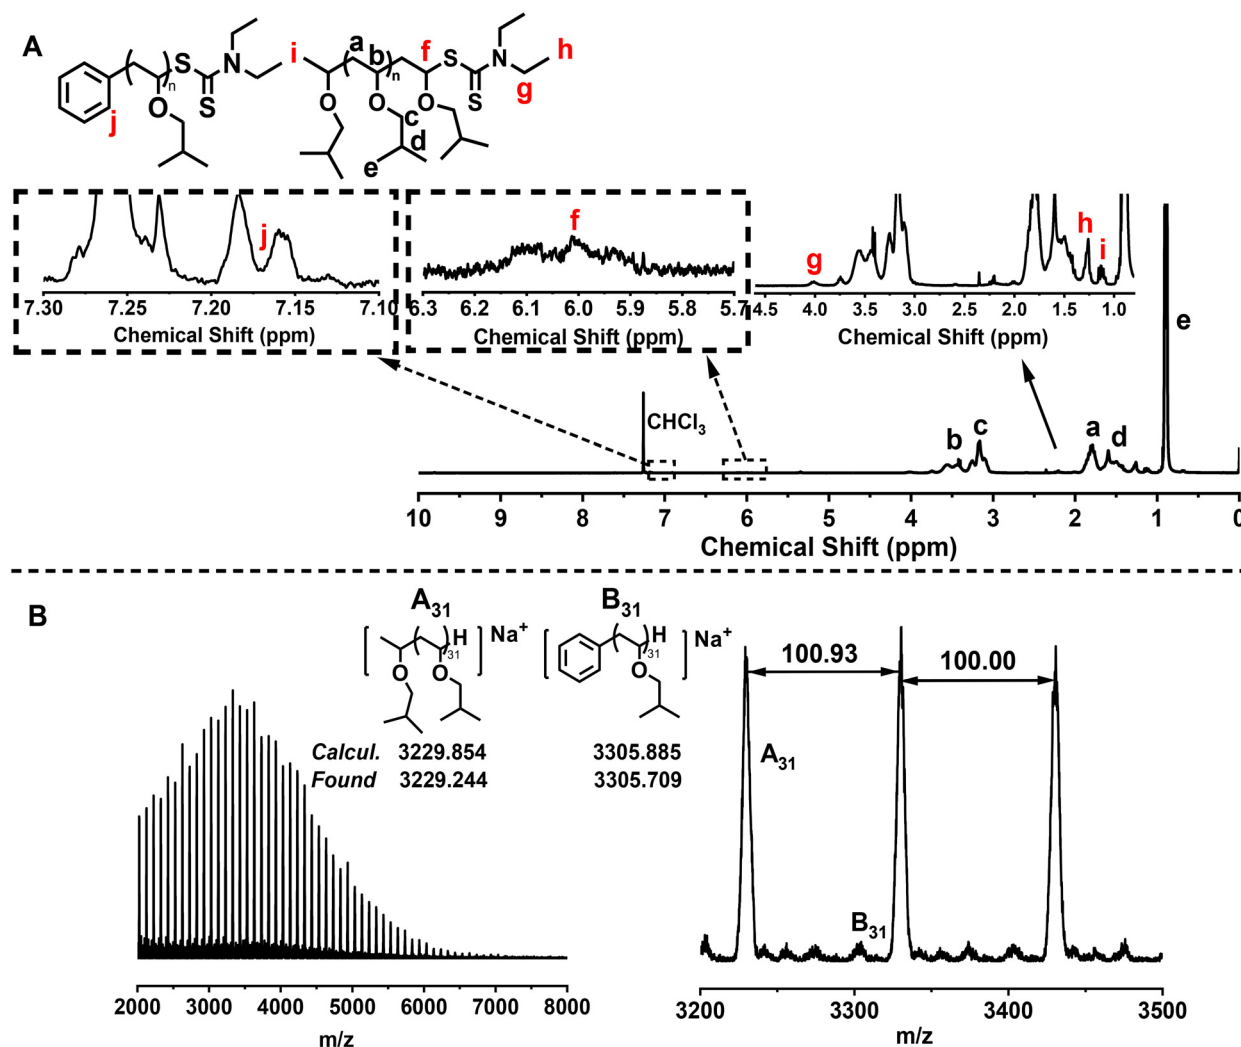 A
S
N
S
O
n
j
i
a
b
f
S
N
h
n
g
O
O
O
S
c
d
e
j
7.30 7.25 7.20 7.15 7.10
Chemical Shift (ppm)
f
6.3 6.2 6.1 6.0 5.9 5.8 5.7
Chemical Shift (ppm)
g
h
i
4.5 4.0 3.5 3.0 2.5 2.0 1.5 1.0
Chemical Shift (ppm)
e
CHCl3
b
c
a
d
10 9 8 7 6 5 4 3 2 1 0
Chemical Shift (ppm)
B
A31
B31
H
Na+
H
Na+
31
31
O
O
O
Calcul. 3229.854 3305.885
Found 3229.244 3305.709
2000 3000 4000 5000 6000 7000 8000
m/z
100.93
100.00
A31
B31
3200 3300 3400 3500
m/z